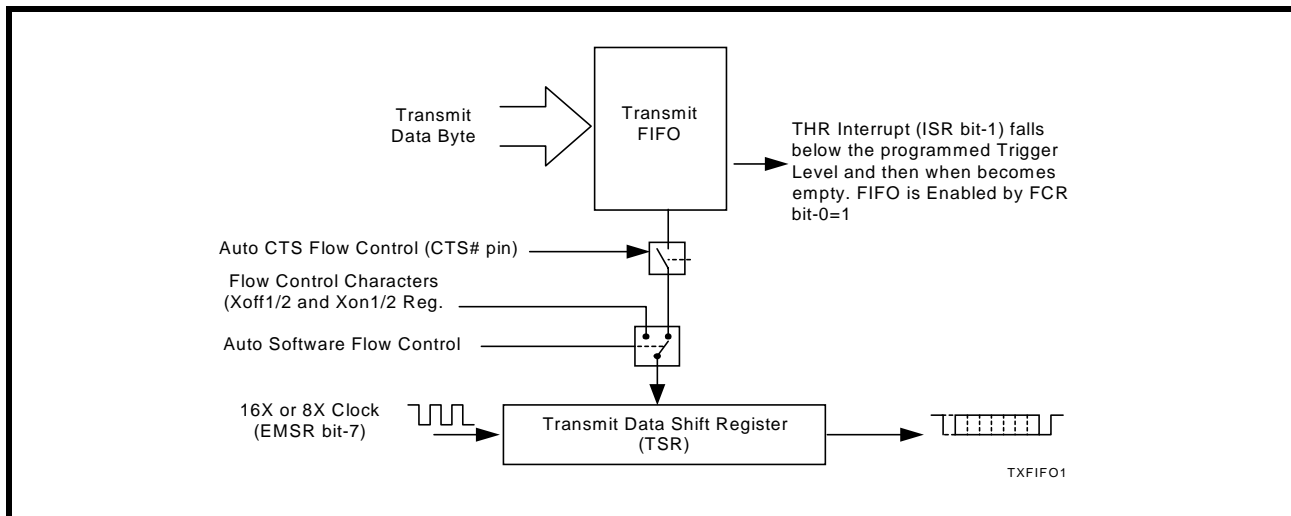 Transmit
FIFO
Transmit
Data Byte
THR Interrupt (ISR bit-1) falls
below the programmed Trigger
Level and then when becomes
empty. FIFO is Enabled by FCR
bit-0=1
Auto CTS Flow Control (CTS# pin)
Flow Control Characters
(Xoff1/2 and Xon1/2 Reg.
Auto Software Flow Control
16X or 8X Clock
(EMSR bit-7)
Transmit Data Shift Register
(TSR)
TXFIFO1